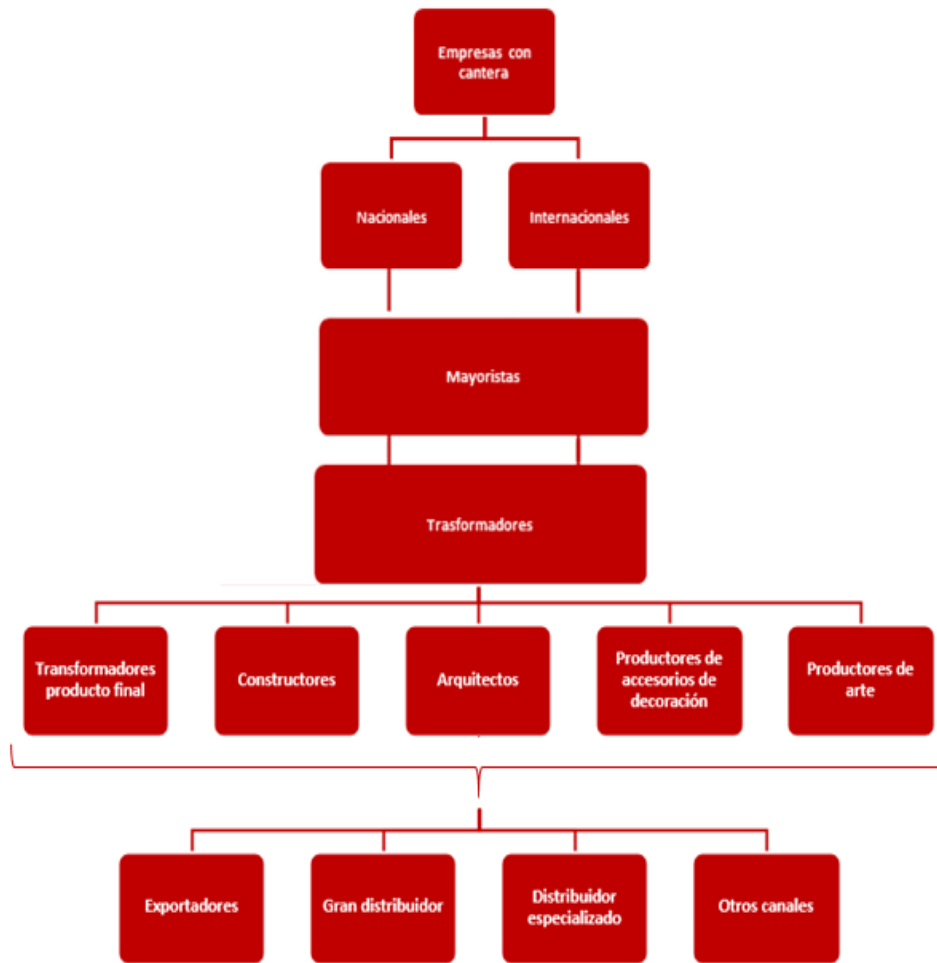 Empresas con
cantera
Nacionales
Internacionales
Mayoristas
Trasformadores
Transformadores
producto final
Constructores
Arquitectos
Productores de
accesorios de
decoración
Productores de
arte
Exportadores
Gran distribuidor
Distribuidor
especializado
Otros canales